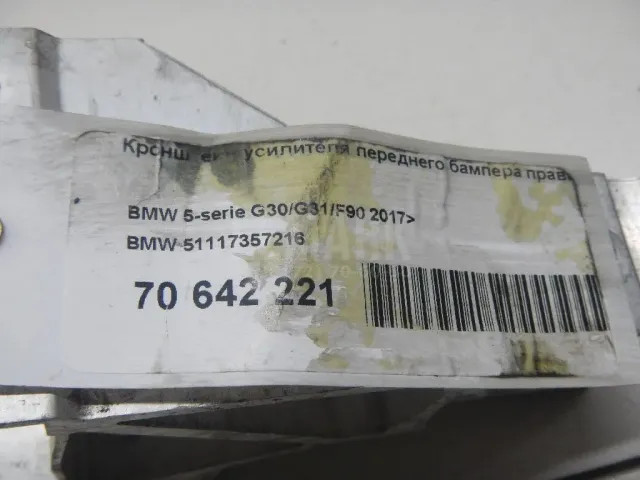 усилителя переднего бампера прав
BMW 5-serie G30/G31/F90 2017>
BMW 51117357216
70 642 221